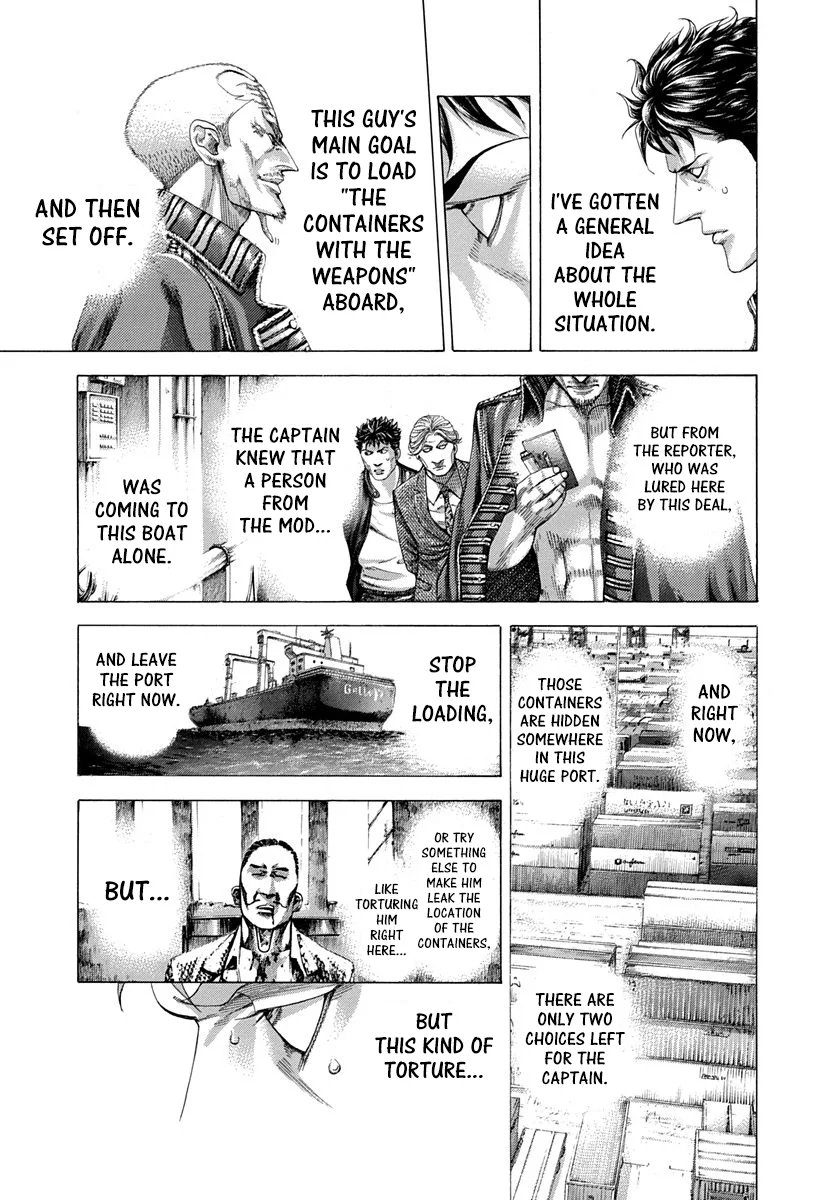 I'VE GOTTEN
A GENERAL
IDEA
ABOUT THE
WHOLE
SITUATION.
THIS GUY'S
MAIN GOAL
IS TO LOAD
"THE
CONTAINERS
WITH THE
WEAPONS"
ABOARD,
AND THEN
SET OFF.
BUT FROM
THE REPORTER,
WHO WAS
LURED HERE
BY THIS DEAL,
THE CAPTAIN
KNEW THAT
A PERSON
FROM
THE MOD...
WAS
COMING TO
THIS BOAT
ALONE.
AND
RIGHT
NOW,
THOSE
CONTAINERS
ARE HIDDEN
SOMEWHERE
IN THIS
HUGE PORT.
THERE ARE
ONLY TWO
CHOICES LEFT
FOR THE
CAPTAIN.
STOP
THE
LOADING,
Gallop
AND LEAVE
THE PORT
RIGHT NOW.
OR TRY
SOMETHING
ELSE TO
MAKE HIM
LEAK THE
LOCATION
OF THE
CONTAINERS,
LIKE
TORTURING
HIM
RIGHT
HERE...
BUT...
BUT
THIS KIND OF
TORTURE...